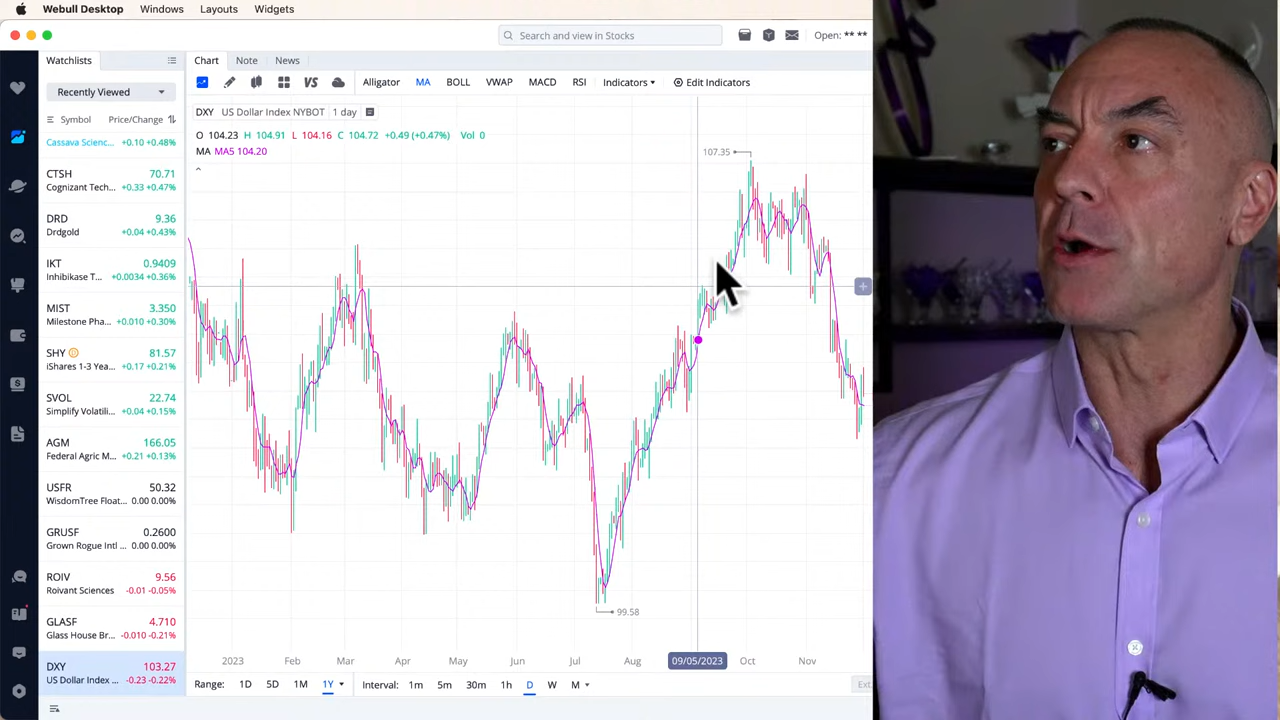 Webull Desktop Windows Layouts Widgets
Search and view in Stocks
Open: ** **
Watchlists
Chart Note News
Recently Viewed
Alligator MA BOLL VWAP MACD RSI Indicators Edit Indicators
VS
Symbol Price/Change
DXY US Dollar Index NYBOT 1 day
O 104.23 H 104.91 L 104.16 C 104.72 +0.49 (+0.47%) Vol 0
MA MA5 104.20
Cassava Scienc... +0.10 +0.48%
CTSH 70.71
Cognizant Tech... +0.33 +0.47%
DRD 9.36
Drdgold +0.04 +0.43%
IKT 0.9409
Inhibikase T... +0.0034 +0.36%
MIST 3.350
Milestone Pha... +0.010 +0.30%
SHY 81.57
iShares 1-3 Yea... +0.17 +0.21%
SVOL 22.74
Simplify Volatili... +0.04 +0.15%
AGM 166.05
Federal Agric M... +0.21 +0.13%
USFR 50.32
WisdomTree Float... 0.00 0.00%
GRUSF 0.2600
Grown Rogue Intl ... 0.00 0.00%
ROIV 9.56
Roivant Sciences -0.01 -0.05%
GLASF 4.710
Glass House Br... -0.010 -0.21%
DXY 103.27
US Dollar Index ... -0.23 -0.22%
107.35
99.58
2023 Feb Mar Apr May Jun Jul Aug 09/05/2023 Oct Nov
Range: 1D 5D 1M 1Y Interval: 1m 5m 30m 1h D W M Ext.